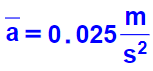 a̅ = 0.025 m/s²